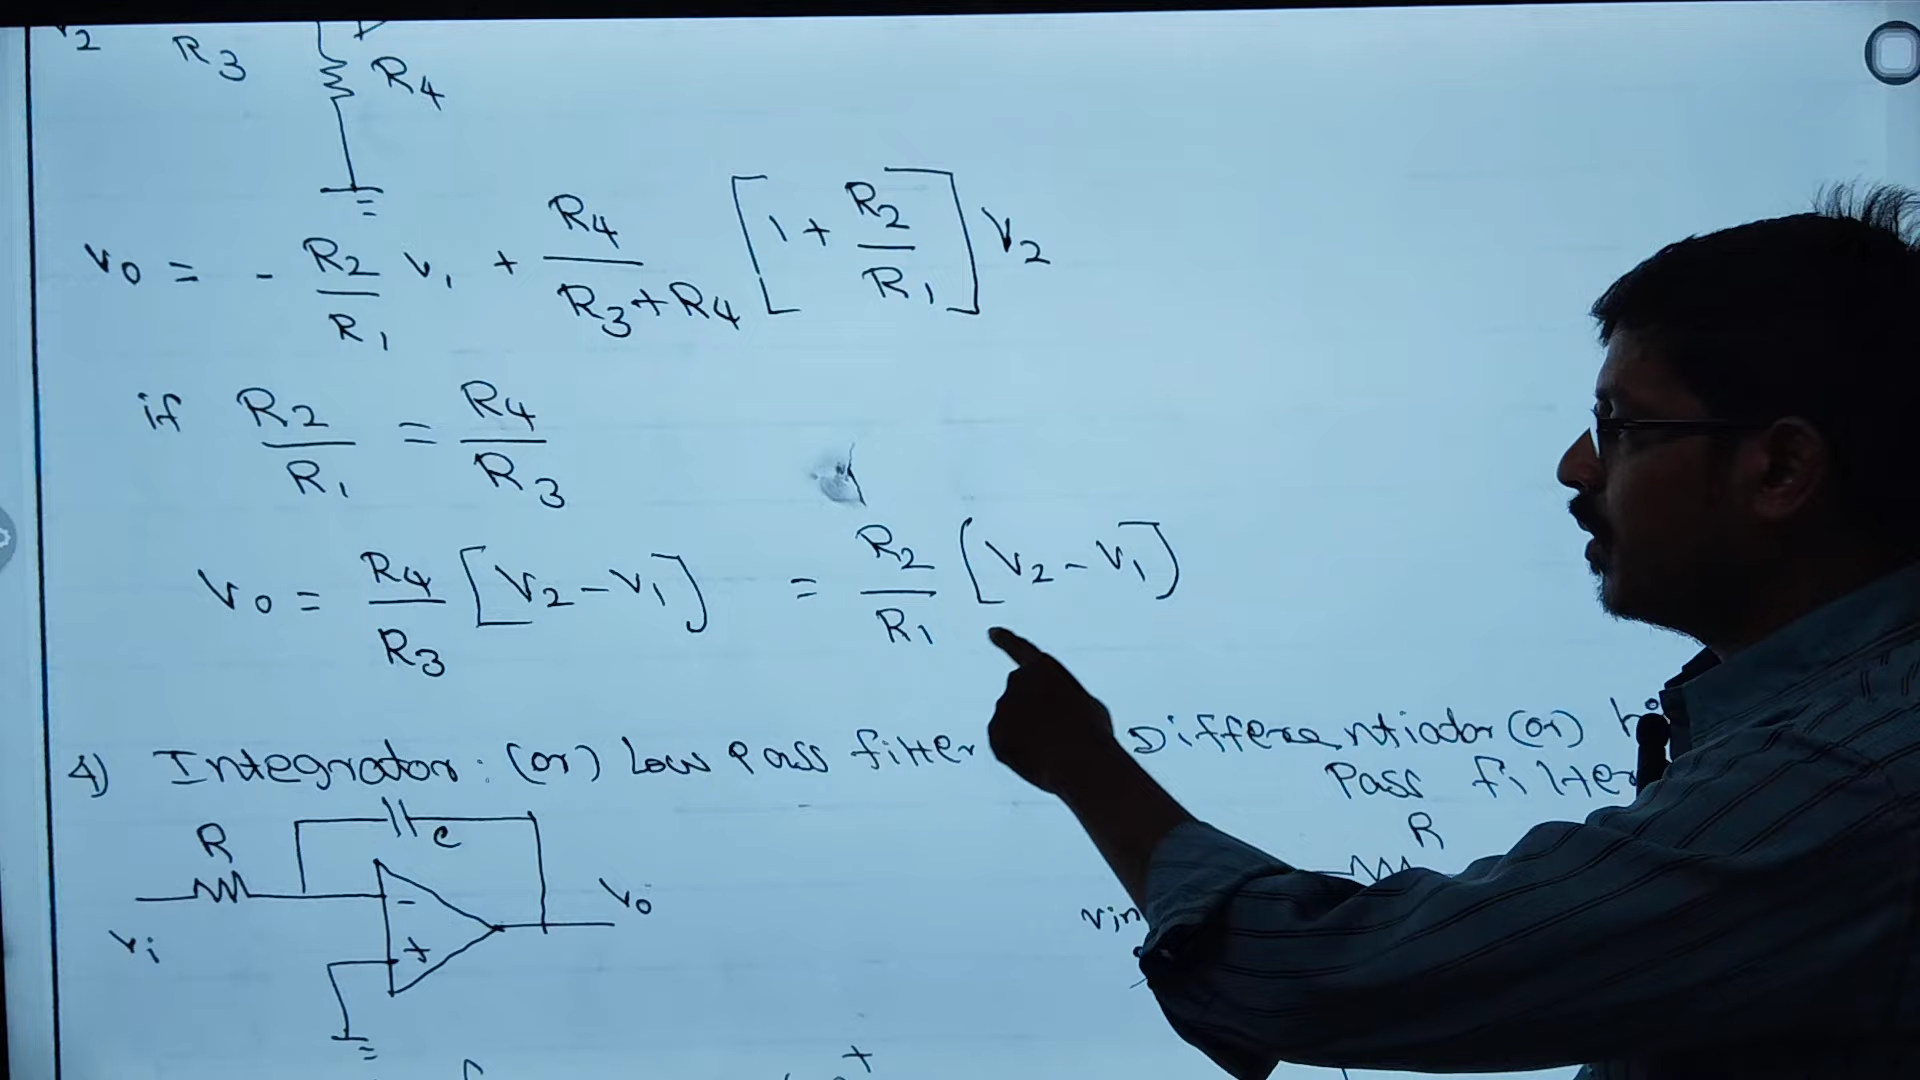 V2 R3 R4
V0 = - R2/R1 V1 + R4/(R3+R4) [1 + R2/R1] V2
if R2/R1 = R4/R3
V0 = R4/R3 [V2 - V1] = R2/R1 [V2 - V1]
4) Integrator: (or) Low Pass filter
Differentiator (or)
Pass Filter
R C
- +
Vi V0
R
Vin